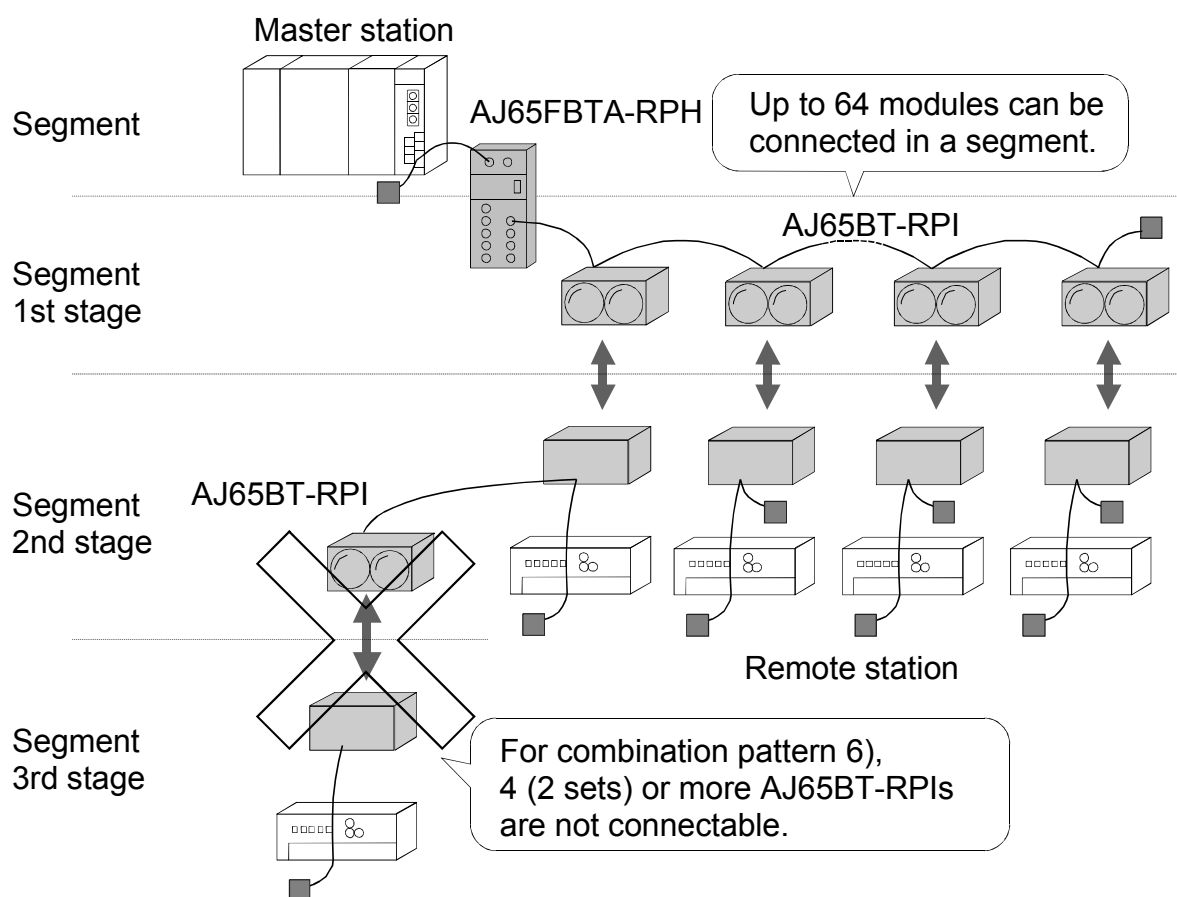 Master station
Segment
AJ65FBTA-RPH
Up to 64 modules can be
connected in a segment.
AJ65BT-RPI
Segment
1st stage
AJ65BT-RPI
Segment
2nd stage
Remote station
Segment
3rd stage
For combination pattern 6),
4 (2 sets) or more AJ65BT-RPIs
are not connectable.